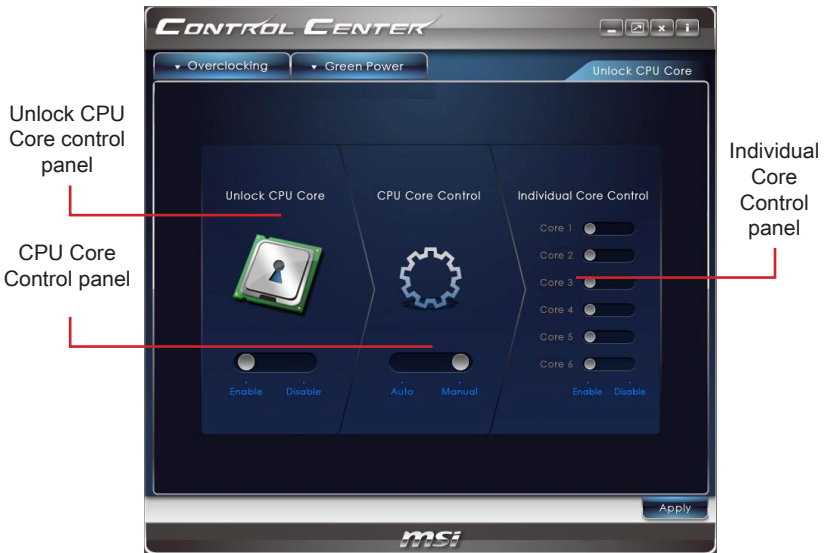 CONTROL CENTER
Overclocking
Green Power
Unlock CPU Core
Unlock CPU
Core control
panel
CPU Core
Control panel
Unlock CPU Core
Enable Disable
CPU Core Control
Auto Manual
Individual Core Control
Core 1
Core 2
Core 3
Core 4
Core 5
Core 6
Enable Disable
Individual
Core
Control
panel
Apply
msi